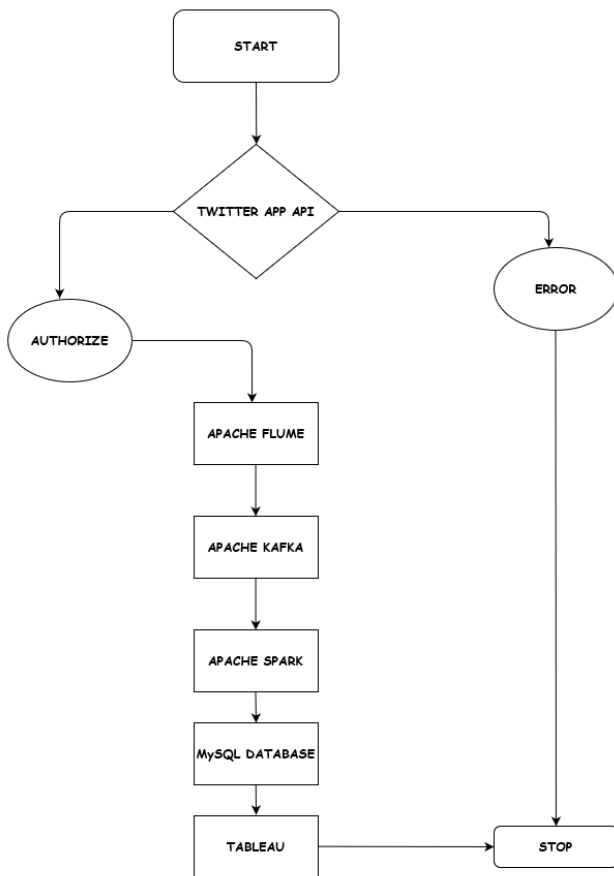 START
TWITTER APP API
ERROR
AUTHORIZE
APACHE FLUME
APACHE KAFKA
APACHE SPARK
MySQL DATABASE
TABLEAU
STOP